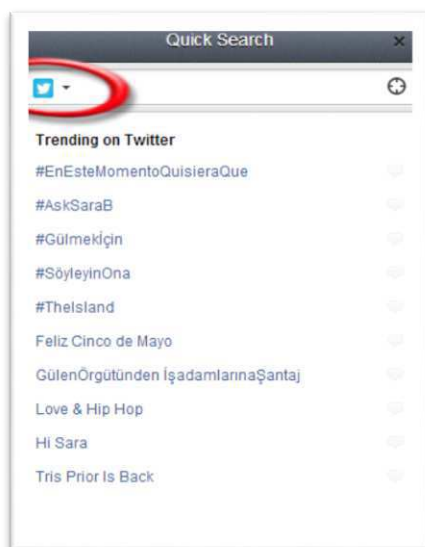 Quick Search
Trending on Twitter
#EnEsteMomentoQuisieraQue
#AskSaraB
#Gülmekİçin
#SöyleyinOna
#TheIsland
Feliz Cinco de Mayo
GülenÖrgütünden İşadamlarınaŞantaj
Love & Hip Hop
Hi Sara
Tris Prior Is Back